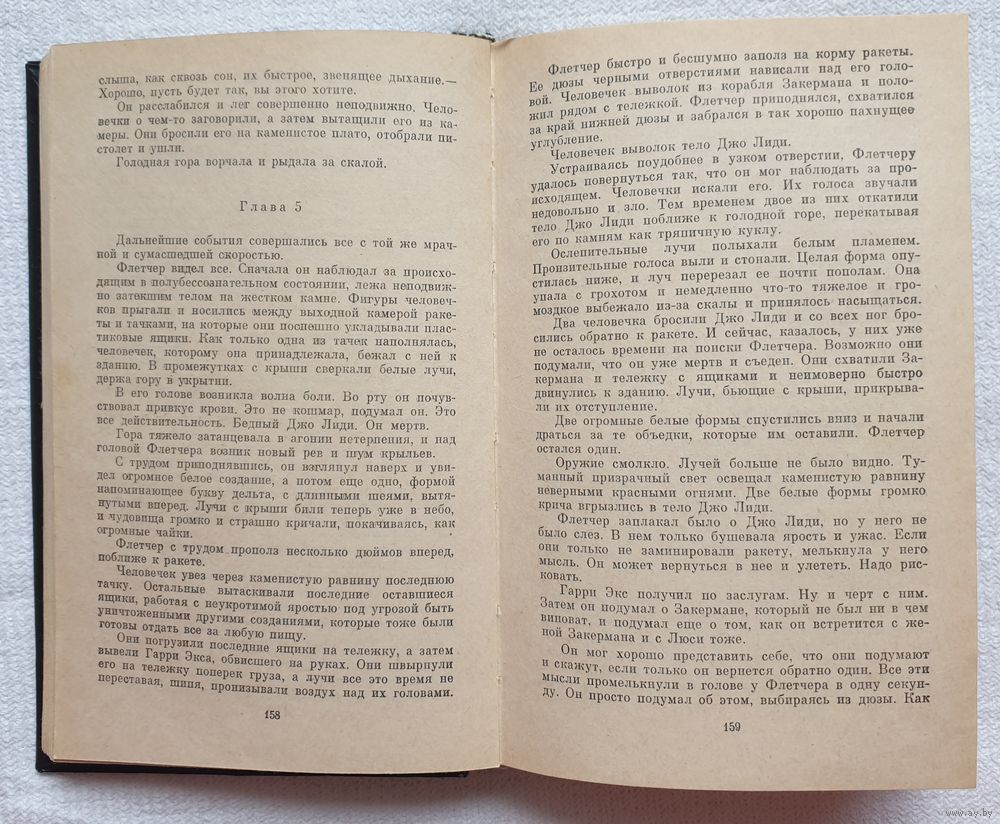 слыша, как сквозь сон, их быстрое, звенящее дыхание.—
Хорошо, пусть будет так, вы этого хотите.
Он расслабился и лег совершенно неподвижно. Чело-
вечки о чем-то заговорили, а затем вытащили его из ка-
меры. Они бросили его на каменистое плато, отобрали пи-
столет и ушли.
Голодная гора ворчала и рыдала за скалой.
Глава 5
Дальнейшие события совершались все с той же мрач-
ной и сумасшедшей скоростью.
Флетчер видел все. Сначала он наблюдал за происхо-
дящим в полубессознательном состоянии, лежа неподвиж-
но затекшим телом на жестком камне. Фигуры человеч-
ков прыгали и носились между выходной камерой раке-
ты и тачками, на которые они поспешно укладывали плас-
тиковые ящики. Как только одна из тачек наполнялась,
человечек, которому она принадлежала, бежал с ней к
зданию. В промежутках с крыши сверкали белые лучи,
держа гору в укрытии.
В его голове возникла волна боли. Во рту он почув-
ствовал привкус крови. Это не кошмар, подумал он. Это
все действительность. Бедный Джо Лиди. Он мертв.
Гора тяжело затанцевала в агонии нетерпения, и над
головой Флетчера возник новый рев и шум крыльев.
С трудом приподнявшись, он взглянул наверх и уви-
дел огромное белое создание, а потом еще одно, формой
напоминающее букву дельта, с длинными шеями, вытя-
нутыми вперед. Лучи с крыши били теперь уже в небо,
и чудовища громко и страшно кричали, покачиваясь, как
огромные чайки.
Флетчер с трудом прополз несколько дюймов вперед,
поближе к ракете.
Человечек увез через каменистую равнину последнюю
тачку. Остальные вытаскивали последние оставшиеся
ящики, работая с неукротимой яростью под угрозой быть
уничтоженными другими созданиями, которые тоже были
готовы отдать все за любую пищу.
Они погрузили последние ящики на тележку, а затем
вывели Гарри Экса, обвисшего на руках. Они швырнули
его на тележку поперек груза, а лучи все это время не
переставая, шипя, пронизывали воздух над их головами.
158
Флетчер быстро и бесшумно заполз на корму ракеты.
Ее дюзы черными отверстиями нависали над его голо-
вой. Человечек выволок из корабля Закермана и поло-
жил рядом с тележкой. Флетчер приподнялся, схватился
за край нижней дюзы и забрался в так хорошо пахнущее
углубление.
Человечек выволок тело Джо Лиди.
Устраиваясь поудобнее в узком отверстии, Флетчеру
удалось повернуться так, что он мог наблюдать за про-
исходящем. Человечки искали его. Их голоса звучали
недовольно и зло. Тем временем двое из них откатили
тело Джо Лиди поближе к голодной горе, перекатывая
его по камням как тряпичную куклу.
Ослепительные лучи полыхали белым пламенем.
Пронзительные голоса выли и стонали. Целая форма опу-
стилась ниже, и луч перерезал ее почти пополам. Она
упала с грохотом и немедленно что-то тяжелое и гро-
моздкое выбежало из-за скалы и принялось насыщаться.
Два человечка бросили Джо Лиди и со всех ног бро-
сились обратно к ракете. И сейчас, казалось, у них уже
не осталось времени на поиски Флетчера. Возможно они
подумали, что он уже мертв и съеден. Они схватили За-
кермана и тележку с ящиками и неимоверно быстро
двинулись к зданию. Лучи, бьющие с крыши, прикрыва-
ли их отступление.
Две огромные белые формы спустились вниз и начали
драться за те объедки, которые им оставили. Флетчер
остался один.
Оружие смолкло. Лучей больше не было видно. Ту-
манный призрачный свет освещал каменистую равнину
неверными красными огнями. Две белые формы громко
крича вгрызлись в тело Джо Лиди.
Флетчер заплакал было о Джо Лиди, но у него не
было слез. В нем только бушевала ярость и ужас. Если
они только не заминировали ракету, мелькнула у него
мысль. Он может вернуться в нее и улететь. Надо рис-
ковать.
Гарри Экс получил по заслугам. Ну и черт с ним.
Затем он подумал о Закермане, который не был ни в чем
виноват, и подумал еще о том, как он встретится с же-
ной Закермана и с Люси тоже.
Он мог хорошо представить себе, что они подумают
и скажут, если только он вернется обратно один. Все эти
мысли промелькнули в голове у Флетчера в одну секун-
ду. Он просто подумал об этом, выбираясь из дюзы. Как
159
© www.ay.by